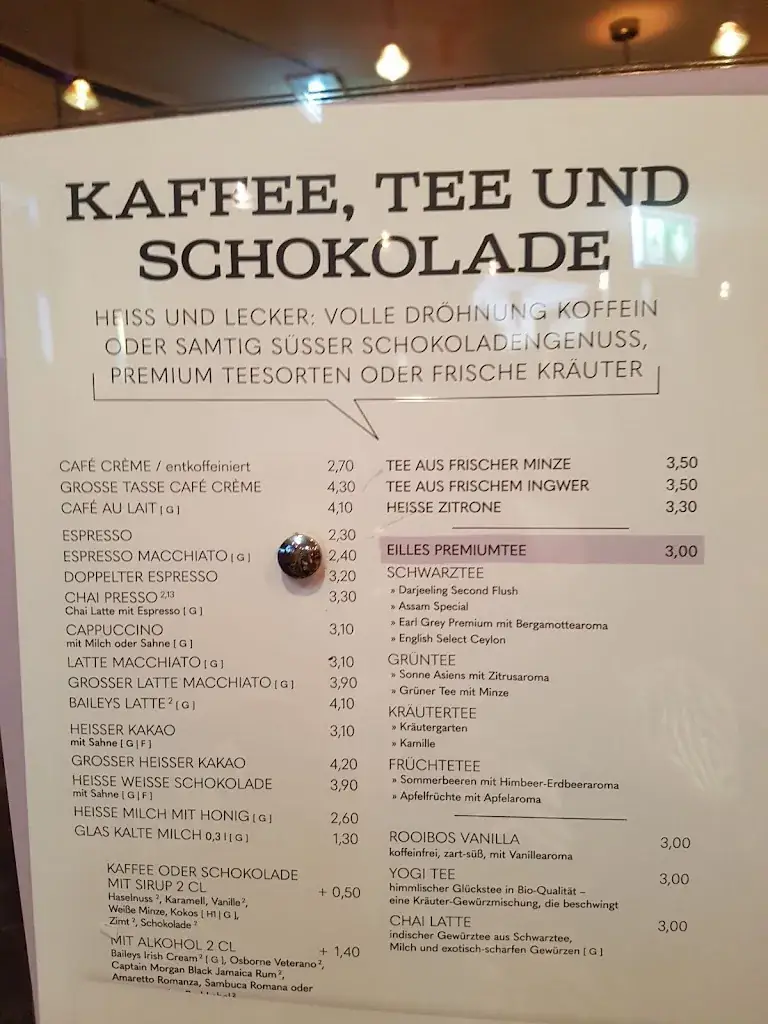 KAFFEE, TEE UND
SCHOKOLADE
HEISS UND LECKER: VOLLE DRÖHNUNG KOFFEIN
ODER SAMTIG SÜSSER SCHOKOLADENGENUSS,
PREMIUM TEESORTEN ODER FRISCHE KRÄUTER
CAFÉ CRÈME / entkoffeiniert 2,70
GROSSE TASSE CAFÉ CRÈME 4,30
CAFÉ AU LAIT [G] 4,10
ESPRESSO 2,30
ESPRESSO MACCHIATO [G] 2,40
DOPPELTER ESPRESSO 3,20
CHAI PRESSO 2,13 3,30
Chai Latte mit Espresso [G]
CAPPUCCINO 3,10
mit Milch oder Sahne [G]
LATTE MACCHIATO [G] 3,10
GROSSER LATTE MACCHIATO [G] 3,90
BAILEYS LATTE 2 [G] 4,10
HEISSER KAKAO 3,10
mit Sahne [G|F]
GROSSER HEISSER KAKAO 4,20
HEISSE WEISSE SCHOKOLADE 3,90
mit Sahne [G|F]
HEISSE MILCH MIT HONIG [G] 2,60
GLAS KALTE MILCH 0,3 l [G] 1,30
KAFFEE ODER SCHOKOLADE
MIT SIRUP 2 CL + 0,50
Haselnuss 2, Karamell, Vanille 2,
Weiße Minze, Kokos [H1|G],
Zimt 2, Schokolade 2
MIT ALKOHOL 2 CL + 1,40
Baileys Irish Cream 2 [G], Osborne Veterano 2,
Captain Morgan Black Jamaica Rum 2,
Amaretto Romanza, Sambuca Romana oder
TEE AUS FRISCHER MINZE 3,50
TEE AUS FRISCHEM INGWER 3,50
HEISSE ZITRONE 3,30
EILLES PREMIUMTEE 3,00
SCHWARZTEE
» Darjeeling Second Flush
» Assam Special
» Earl Grey Premium mit Bergamottearoma
» English Select Ceylon
GRÜNTEE
» Sonne Asiens mit Zitrusaroma
» Grüner Tee mit Minze
KRÄUTERTEE
» Kräutergarten
» Kamille
FRÜCHTETEE
» Sommerbeeren mit Himbeer-Erdbeeraroma
» Apfelfrüchte mit Apfelaroma
ROOIBOS VANILLA 3,00
koffeinfrei, zart-süß, mit Vanillearoma
YOGI TEE 3,00
himmlischer Glückstee in Bio-Qualität –
eine Kräuter-Gewürzmischung, die beschwingt
CHAI LATTE 3,00
indischer Gewürztee aus Schwarztee,
Milch und exotisch-scharfen Gewürzen [G]